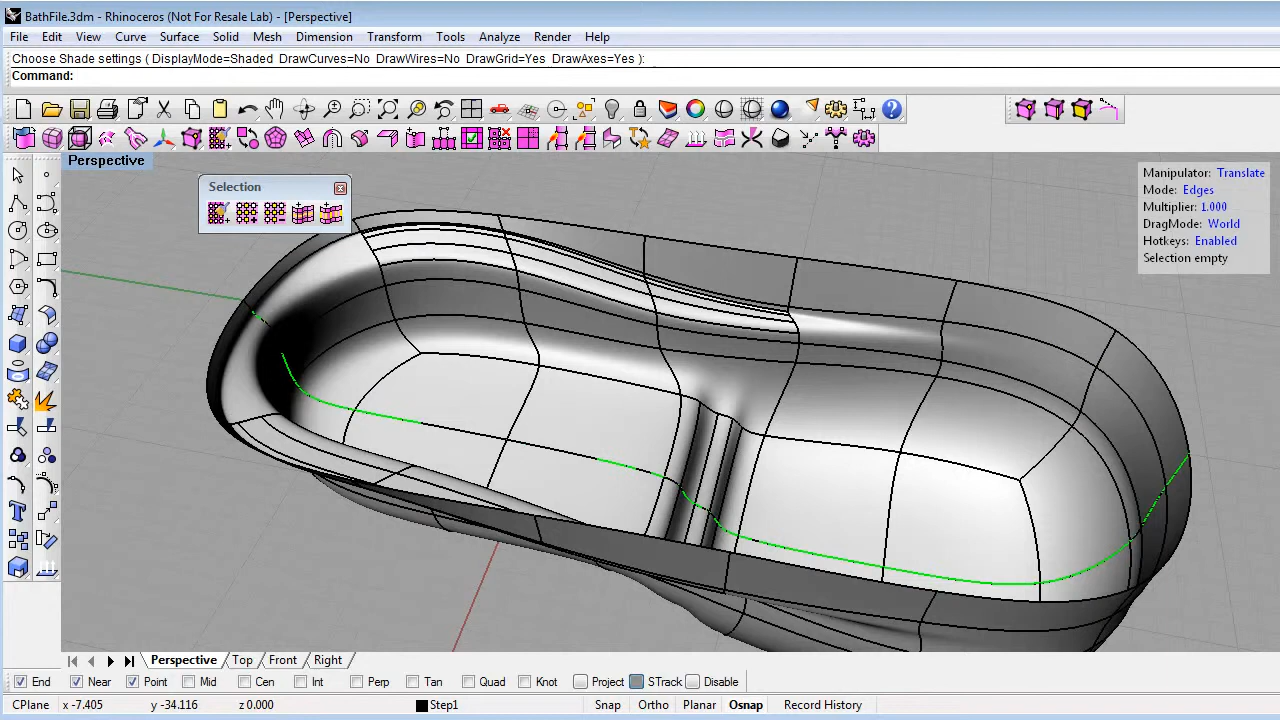 BathFile.3dm - Rhinoceros (Not For Resale Lab) - [Perspective]
File Edit View Curve Surface Solid Mesh Dimension Transform Tools Analyze Render Help
Choose Shade settings ( DisplayMode=Shaded DrawCurves=No DrawWires=No DrawGrid=Yes DrawAxes=Yes ):
Command:
Perspective
Selection
Manipulator: Translate
Mode: Edges
Multiplier: 1.000
DragMode: World
Hotkeys: Enabled
Selection empty
Perspective Top Front Right
End Near Point Mid Cen Int Perp Tan Quad Knot Project STrack Disable
CPlane x -7.405 y -34.116 z 0.000 Step1 Snap Ortho Planar Osnap Record History